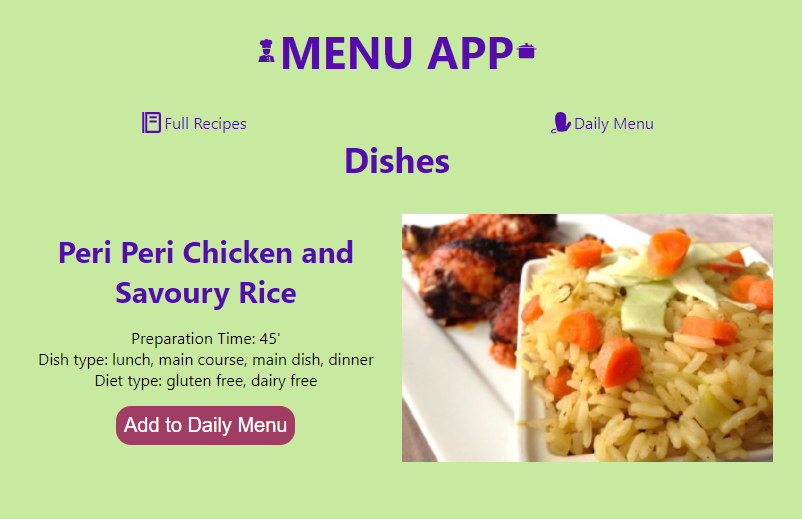 MENU APP
Full Recipes
Daily Menu
Dishes
Peri Peri Chicken and
Savoury Rice
Preparation Time: 45'
Dish type: lunch, main course, main dish, dinner
Diet type: gluten free, dairy free
Add to Daily Menu